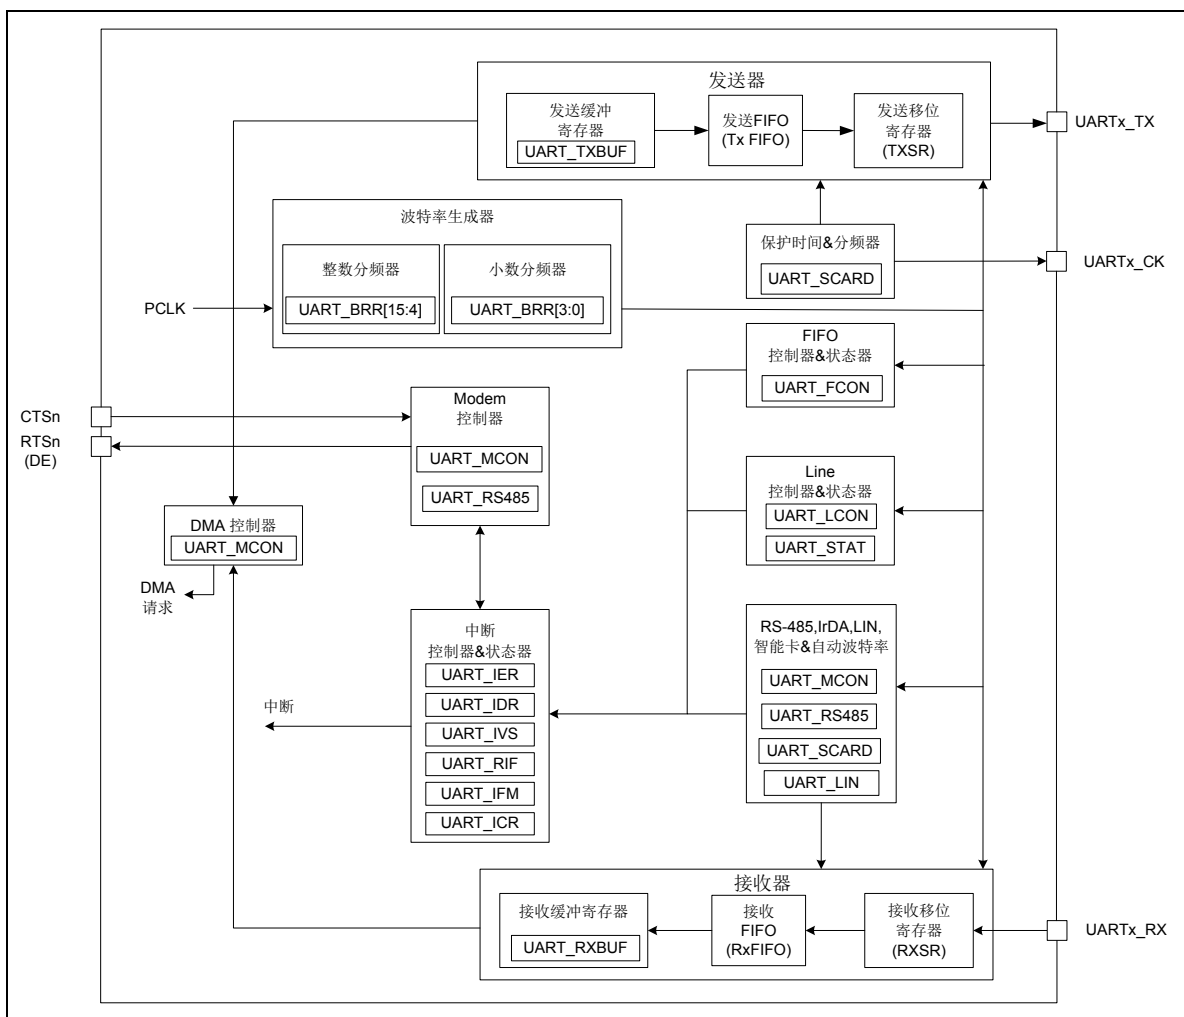 发送器
发送缓冲
寄存器
UART_TXBUF
发送FIFO
(Tx FIFO)
发送移位
寄存器
(TXSR)
UARTx_TX
波特率生成器
整数分频器
UART_BRR[15:4]
小数分频器
UART_BRR[3:0]
PCLK
保护时间&分频器
UART_SCARD
UARTx_CK
FIFO
控制器&状态器
UART_FCON
CTSn
RTSn
(DE)
Modem
控制器
UART_MCON
UART_RS485
Line
控制器&状态器
UART_LCON
UART_STAT
DMA 控制器
UART_MCON
DMA
请求
中断
控制器&状态器
UART_IER
UART_IDR
UART_IVS
UART_RIF
UART_IFM
UART_ICR
中断
RS-485,IrDA,LIN,
智能卡&自动波特率
UART_MCON
UART_RS485
UART_SCARD
UART_LIN
接收器
接收缓冲寄存器
UART_RXBUF
接收
FIFO
(RxFIFO)
接收移位
寄存器
(RXSR)
UARTx_RX